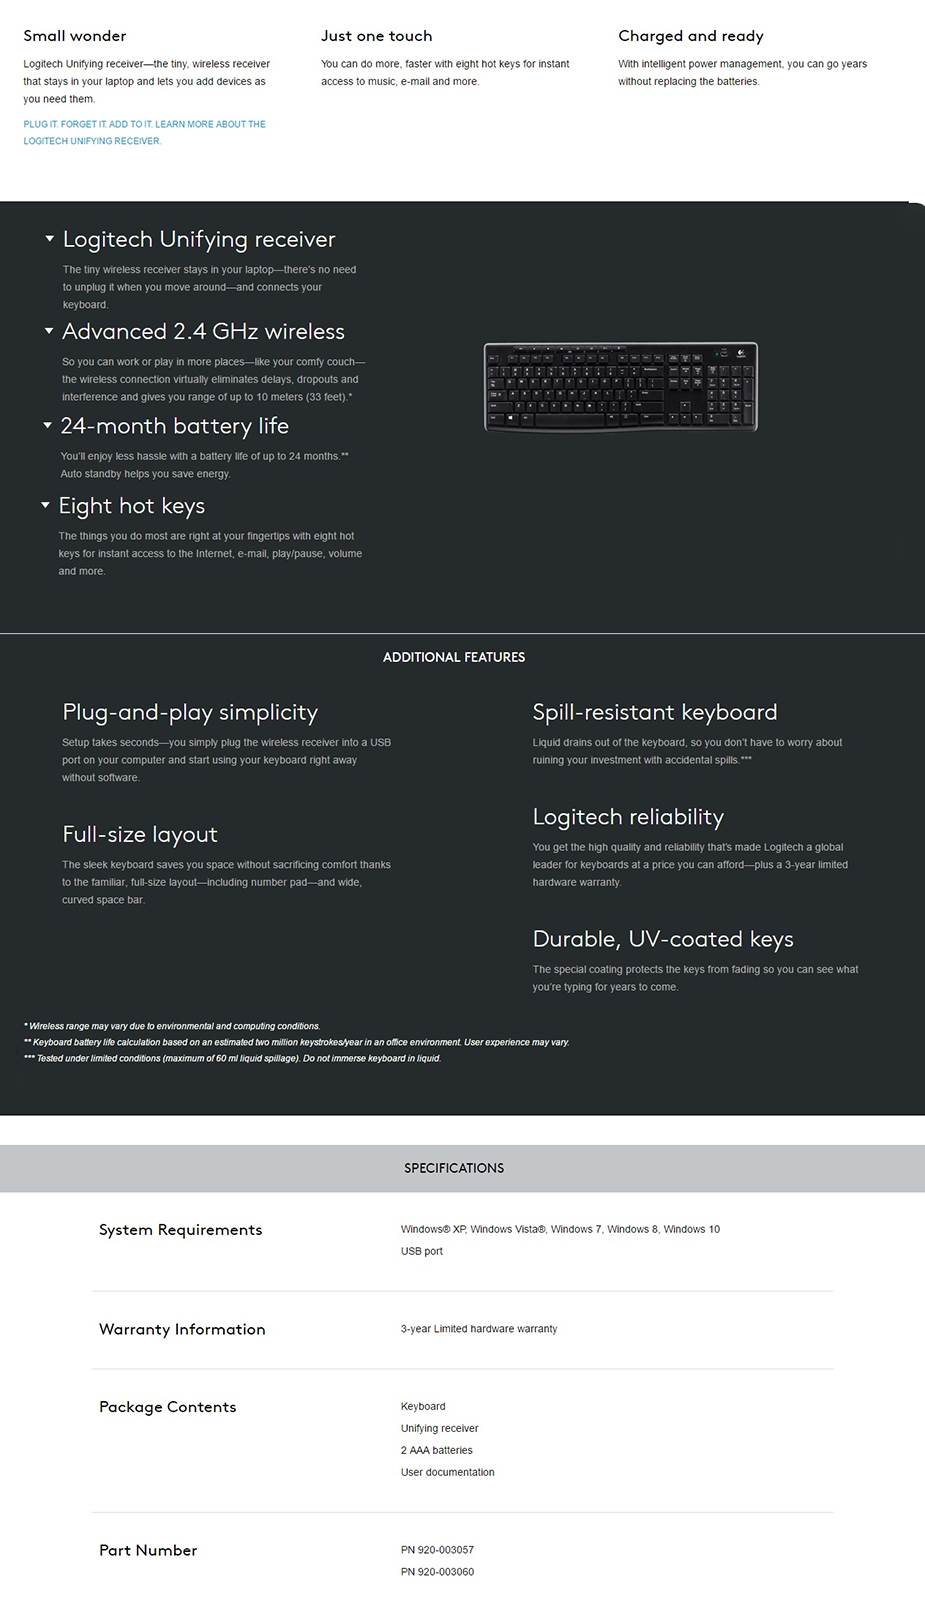 Small wonder
Logitech Unifying receiver—the tiny, wireless receiver
that stays in your laptop and lets you add devices as
you need them.
PLUG IT. FORGET IT. ADD TO IT. LEARN MORE ABOUT THE
LOGITECH UNIFYING RECEIVER.
Just one touch
You can do more, faster with eight hot keys for instant
access to music, e-mail and more.
Charged and ready
With intelligent power management, you can go years
without replacing the batteries.
Logitech Unifying receiver
The tiny wireless receiver stays in your laptop—there's no need
to unplug it when you move around—and connects your
keyboard.
Advanced 2.4 GHz wireless
So you can work or play in more places—like your comfy couch—
the wireless connection virtually eliminates delays, dropouts and
interference and gives you range of up to 10 meters (33 feet).*
24-month battery life
You'll enjoy less hassle with a battery life of up to 24 months.**
Auto standby helps you save energy.
Eight hot keys
The things you do most are right at your fingertips with eight hot
keys for instant access to the Internet, e-mail, play/pause, volume
and more.
ADDITIONAL FEATURES
Plug-and-play simplicity
Setup takes seconds—you simply plug the wireless receiver into a USB
port on your computer and start using your keyboard right away
without software.
Full-size layout
The sleek keyboard saves you space without sacrificing comfort thanks
to the familiar, full-size layout—including number pad—and wide,
curved space bar.
Spill-resistant keyboard
Liquid drains out of the keyboard, so you don't have to worry about
ruining your investment with accidental spills.***
Logitech reliability
You get the high quality and reliability that's made Logitech a global
leader for keyboards at a price you can afford—plus a 3-year limited
hardware warranty.
Durable, UV-coated keys
The special coating protects the keys from fading so you can see what
you're typing for years to come.
* Wireless range may vary due to environmental and computing conditions.
** Keyboard battery life calculation based on an estimated two million keystrokes/year in an office environment. User experience may vary.
*** Tested under limited conditions (maximum of 60 ml liquid spillage). Do not immerse keyboard in liquid.
SPECIFICATIONS
System Requirements
Windows® XP, Windows Vista®, Windows 7, Windows 8, Windows 10
USB port
Warranty Information
3-year Limited hardware warranty
Package Contents
Keyboard
Unifying receiver
2 AAA batteries
User documentation
Part Number
PN 920-003057
PN 920-003060